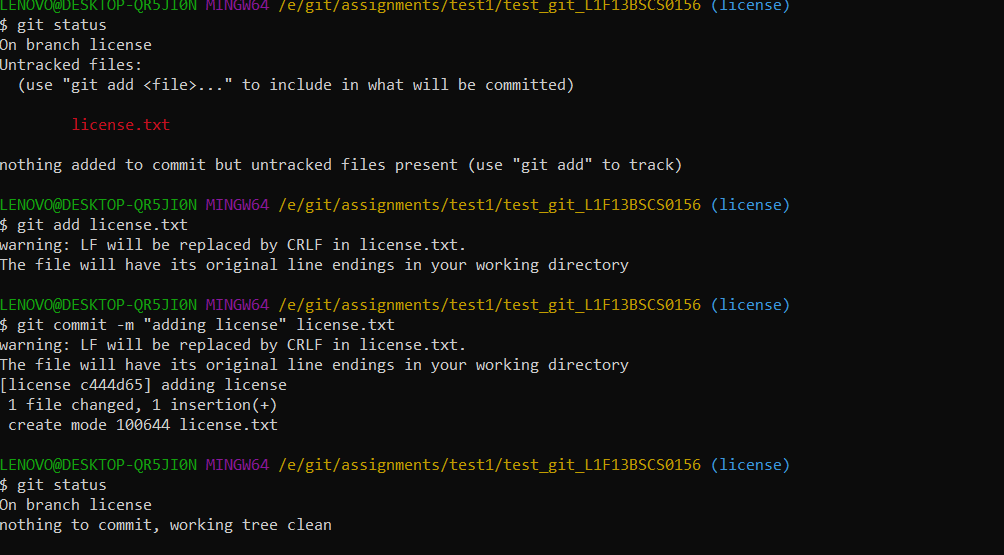 LENOVO@DESKTOP-QR5JI0N MINGW64 /e/git/assignments/test1/test_git_L1F13BSCS0156 (license)
$ git status
On branch license
Untracked files:
  (use "git add <file>..." to include in what will be committed)

        license.txt

nothing added to commit but untracked files present (use "git add" to track)

LENOVO@DESKTOP-QR5JI0N MINGW64 /e/git/assignments/test1/test_git_L1F13BSCS0156 (license)
$ git add license.txt
warning: LF will be replaced by CRLF in license.txt.
The file will have its original line endings in your working directory

LENOVO@DESKTOP-QR5JI0N MINGW64 /e/git/assignments/test1/test_git_L1F13BSCS0156 (license)
$ git commit -m "adding license" license.txt
warning: LF will be replaced by CRLF in license.txt.
The file will have its original line endings in your working directory
[license c444d65] adding license
 1 file changed, 1 insertion(+)
 create mode 100644 license.txt

LENOVO@DESKTOP-QR5JI0N MINGW64 /e/git/assignments/test1/test_git_L1F13BSCS0156 (license)
$ git status
On branch license
nothing to commit, working tree clean